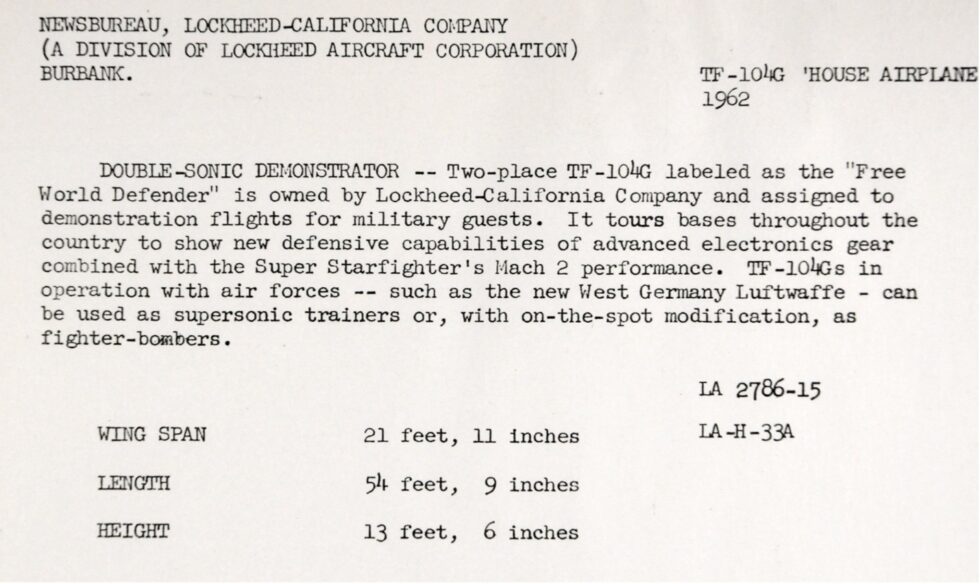 NEWSBUREAU, LOCKHEED-CALIFORNIA COMPANY
(A DIVISION OF LOCKHEED AIRCRAFT CORPORATION)
BURBANK.
TF-104G 'HOUSE AIRPLANE
1962
DOUBLE-SONIC DEMONSTRATOR -- Two-place TF-104G labeled as the "Free
World Defender" is owned by Lockheed-California Company and assigned to
demonstration flights for military guests. It tours bases throughout the
country to show new defensive capabilities of advanced electronics gear
combined with the Super Starfighter's Mach 2 performance. TF-104Gs in
operation with air forces -- such as the new West Germany Luftwaffe - can
be used as supersonic trainers or, with on-the-spot modification, as
fighter-bombers.
LA 2786-15
LA-H-33A
WING SPAN 21 feet, 11 inches
LENGTH 54 feet, 9 inches
HEIGHT 13 feet, 6 inches